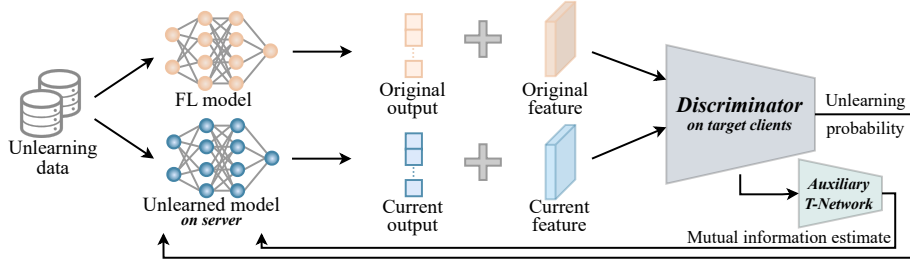 Unlearning
data
FL model
Unlearned model
on server
Original
output
Original
feature
Current
output
Current
feature
Discriminator
on target clients
Unlearning
probability
Auxiliary
T-Network
Mutual information estimate